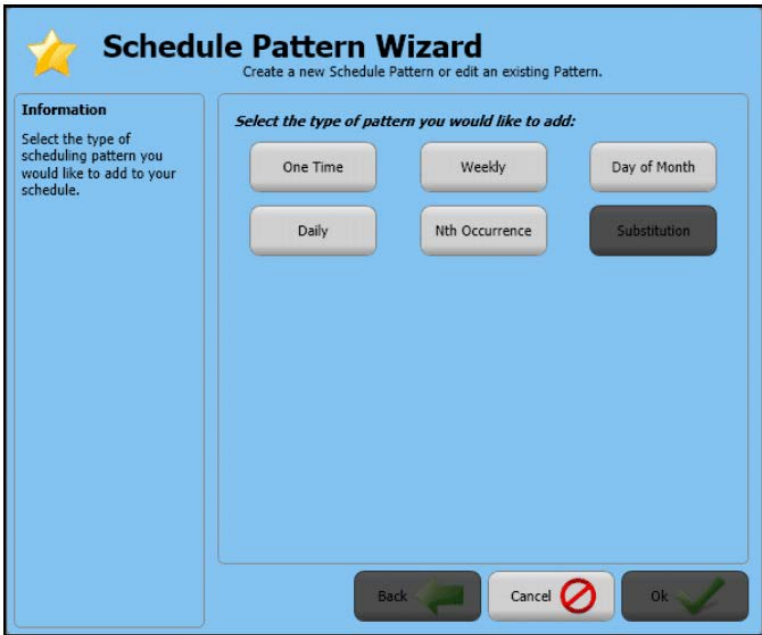 Schedule Pattern Wizard
Create a new Schedule Pattern or edit an existing Pattern.
Information
Select the type of
scheduling pattern you
would like to add to your
schedule.
Select the type of pattern you would like to add:
One Time
Weekly
Day of Month
Daily
Nth Occurrence
Substitution
Back
Cancel
Ok